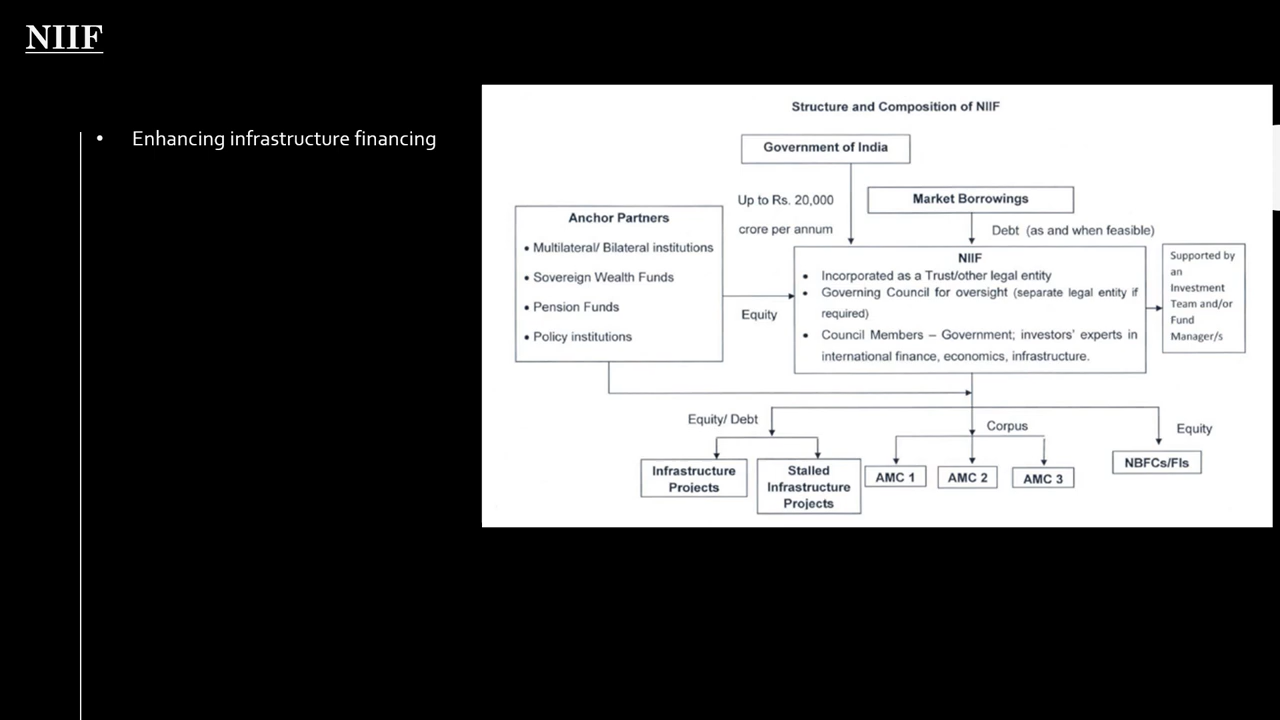 NIIF
• Enhancing infrastructure financing
Structure and Composition of NIIF
Government of India
Up to Rs. 20,000
crore per annum
Market Borrowings
Debt (as and when feasible)
Anchor Partners
• Multilateral/ Bilateral institutions
• Sovereign Wealth Funds
• Pension Funds
• Policy institutions
Equity
NIIF
• Incorporated as a Trust/other legal entity
• Governing Council for oversight (separate legal entity if
required)
• Council Members – Government; investors' experts in
international finance, economics, infrastructure.
Supported by
an
Investment
Team and/or
Fund
Manager/s
Equity/ Debt
Corpus
Equity
Infrastructure
Projects
Stalled
Infrastructure
Projects
AMC 1
AMC 2
AMC 3
NBFCs/FIs